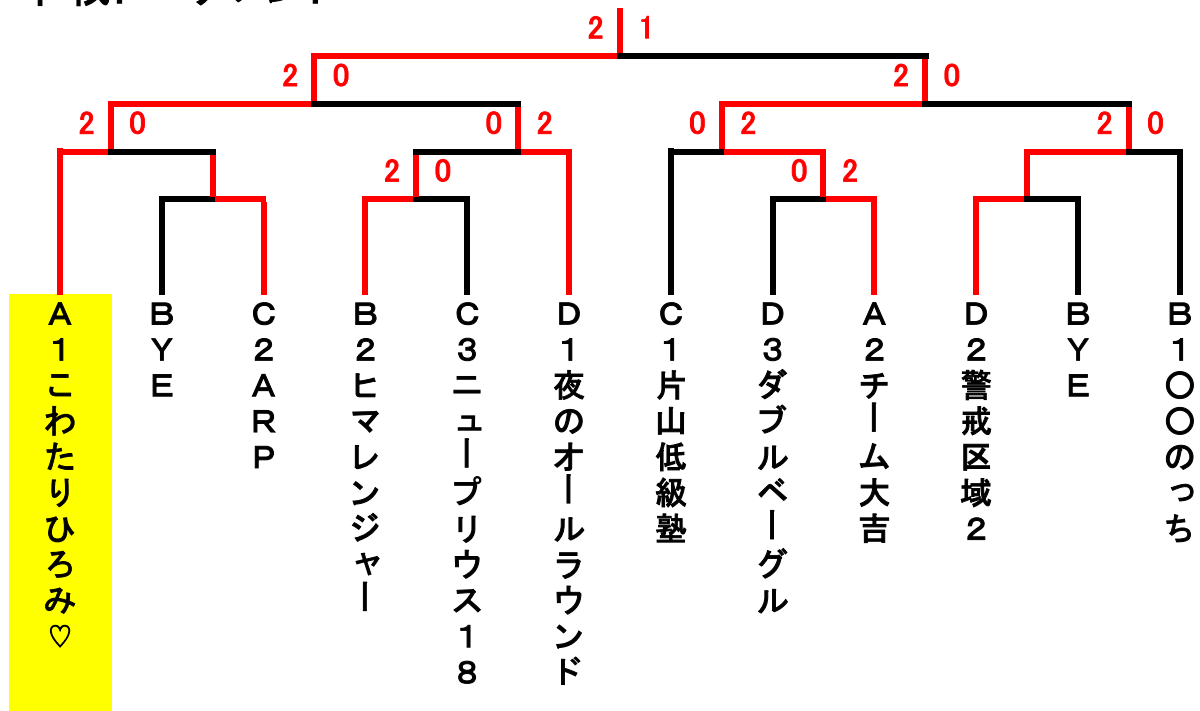 2 1
2 0
2 0
2 0
0 2
0 2
2 0
2 0
0 2
A1こわたりひろみ♡
BYE
C2ARP
B2ヒマレンジャー
C3ニュープリウス18
D1夜のオールラウンド
C1片山低級塾
D3ダブルベーグル
A2チーム大吉
D2警戒区域2
BYE
B1〇〇のっち